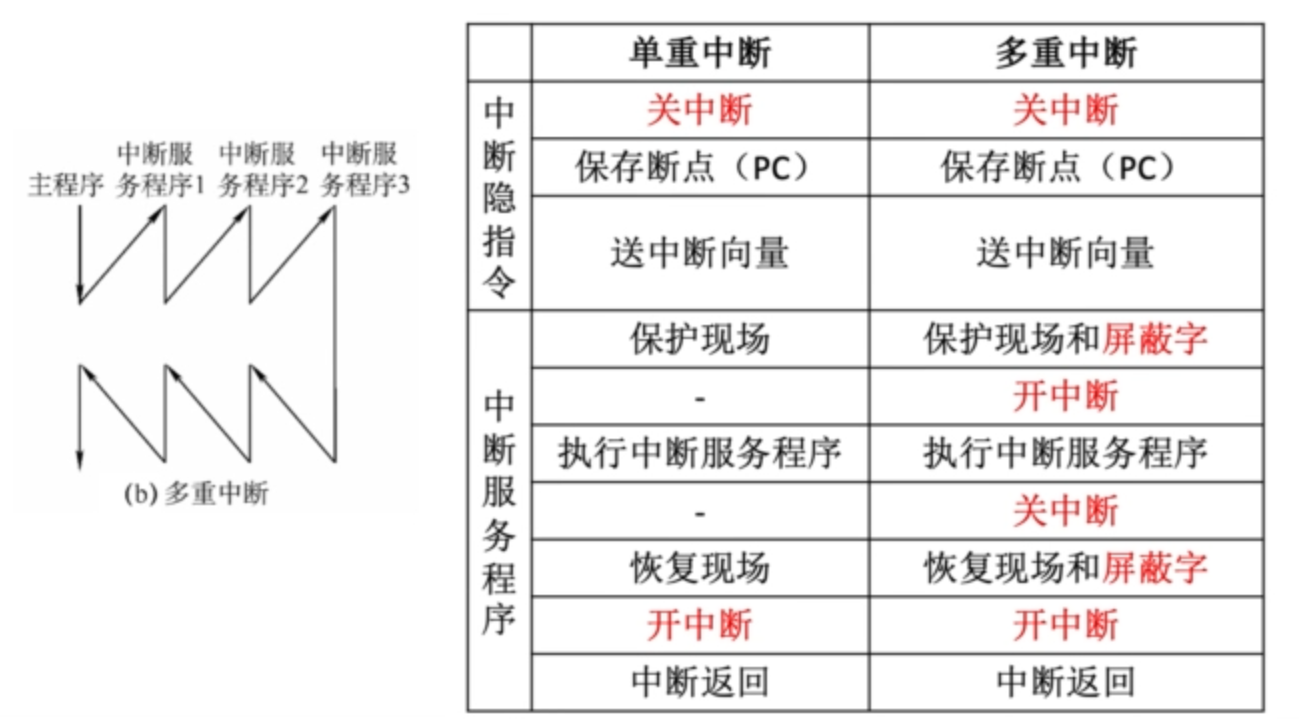 中断服 中断服 中断服
主程序 务程序1 务程序2 务程序3
(b) 多重中断
单重中断 多重中断
中断隐指令
关中断 关中断
保存断点（PC） 保存断点（PC）
送中断向量 送中断向量
中断服务程序
保护现场 保护现场和屏蔽字
- 开中断
执行中断服务程序 执行中断服务程序
- 关中断
恢复现场 恢复现场和屏蔽字
开中断 开中断
中断返回 中断返回